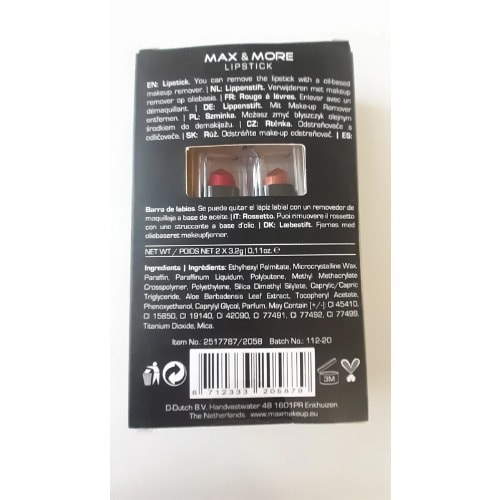 MAX & MORE
LIPSTICK
EN: Lipstick. You can remove the lipstick with a oil-based
makeup remover. | NL: Lippenstift. Verwijderen met makeup
remover op oliebasis. | FR: Rouge à lèvres. Enlever avec un
démaquillant. | DE: Lippenstift. Mit Make-up Remover
entfernen. | PL: Szminka. Możesz zmyć błyszczyk olejnym
środkiem do demakijażu. | CZ: Rtěnka. Odstraňovače a
odličovače. | SK: Rúž. Odstráňte make-up odstreňovač. | ES:
Barra de labios. Se puede quitar el lápiz labial con un removedor de
maquillaje a base de aceite. | IT: Rossetto. Puoi rimuovere il rossetto
con uno struccante a base d'olio. | DK: Læbestift. Fjernes med
oliebaseret makeupfjerner.
NET WT / POIDS NET 2 X 3.2g | 0.11oz. e
Ingredients | Ingrédients: Ethylhexyl Palmitate, Microcrystalline Wax,
Paraffin, Paraffinum Liquidum, Polybutene, Methyl Methacrylate
Crosspolymer, Polyethylene, Silica Dimethyl Silylate, Caprylic/Capric
Triglyceride, Aloe Barbadensis Leaf Extract, Tocopheryl Acetate,
Phenoxyethanol, Caprylyl Glycol, Parfum. May Contain [+/-]: CI 45410,
CI 15850, CI 19140, CI 42090, CI 77491, CI 77492, CI 77499,
Titanium Dioxide, Mica.
Item No.: 2517787/2058 Batch No.: 112-20
8 712333 205879
3M
D-Dutch B.V. Handvestwater 48 1601PR Enkhuizen.
The Netherlands. www.maxmakeup.eu